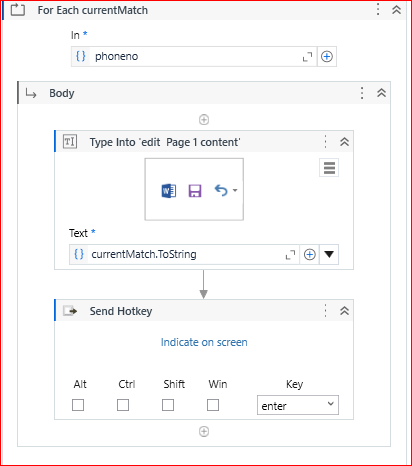 For Each currentMatch
In *
{ } phoneno
Body
Type Into 'edit Page 1 content'
Text *
{ } currentMatch.ToString
Send Hotkey
Indicate on screen
Alt Ctrl Shift Win Key
enter